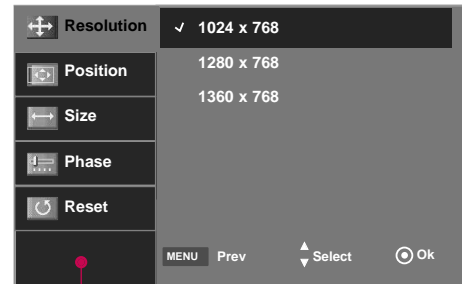 Resolution
Position
Size
Phase
Reset
✓ 1024 x 768
1280 x 768
1360 x 768
MENU Prev Select Ok